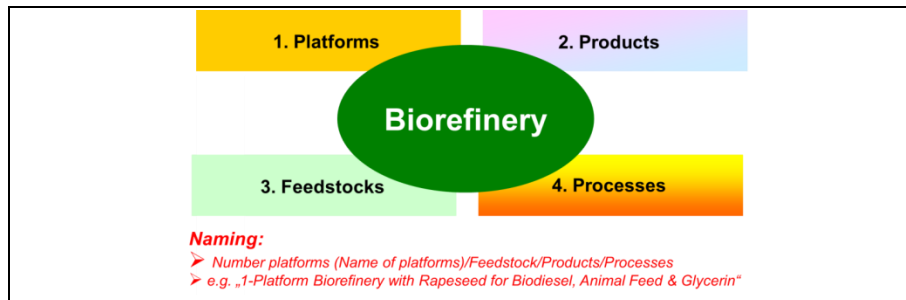 1. Platforms
2. Products
Biorefinery
3. Feedstocks
4. Processes
Naming:
➢ Number platforms (Name of platforms)/Feedstock/Products/Processes
➢ e.g. „1-Platform Biorefinery with Rapeseed for Biodiesel, Animal Feed & Glycerin“